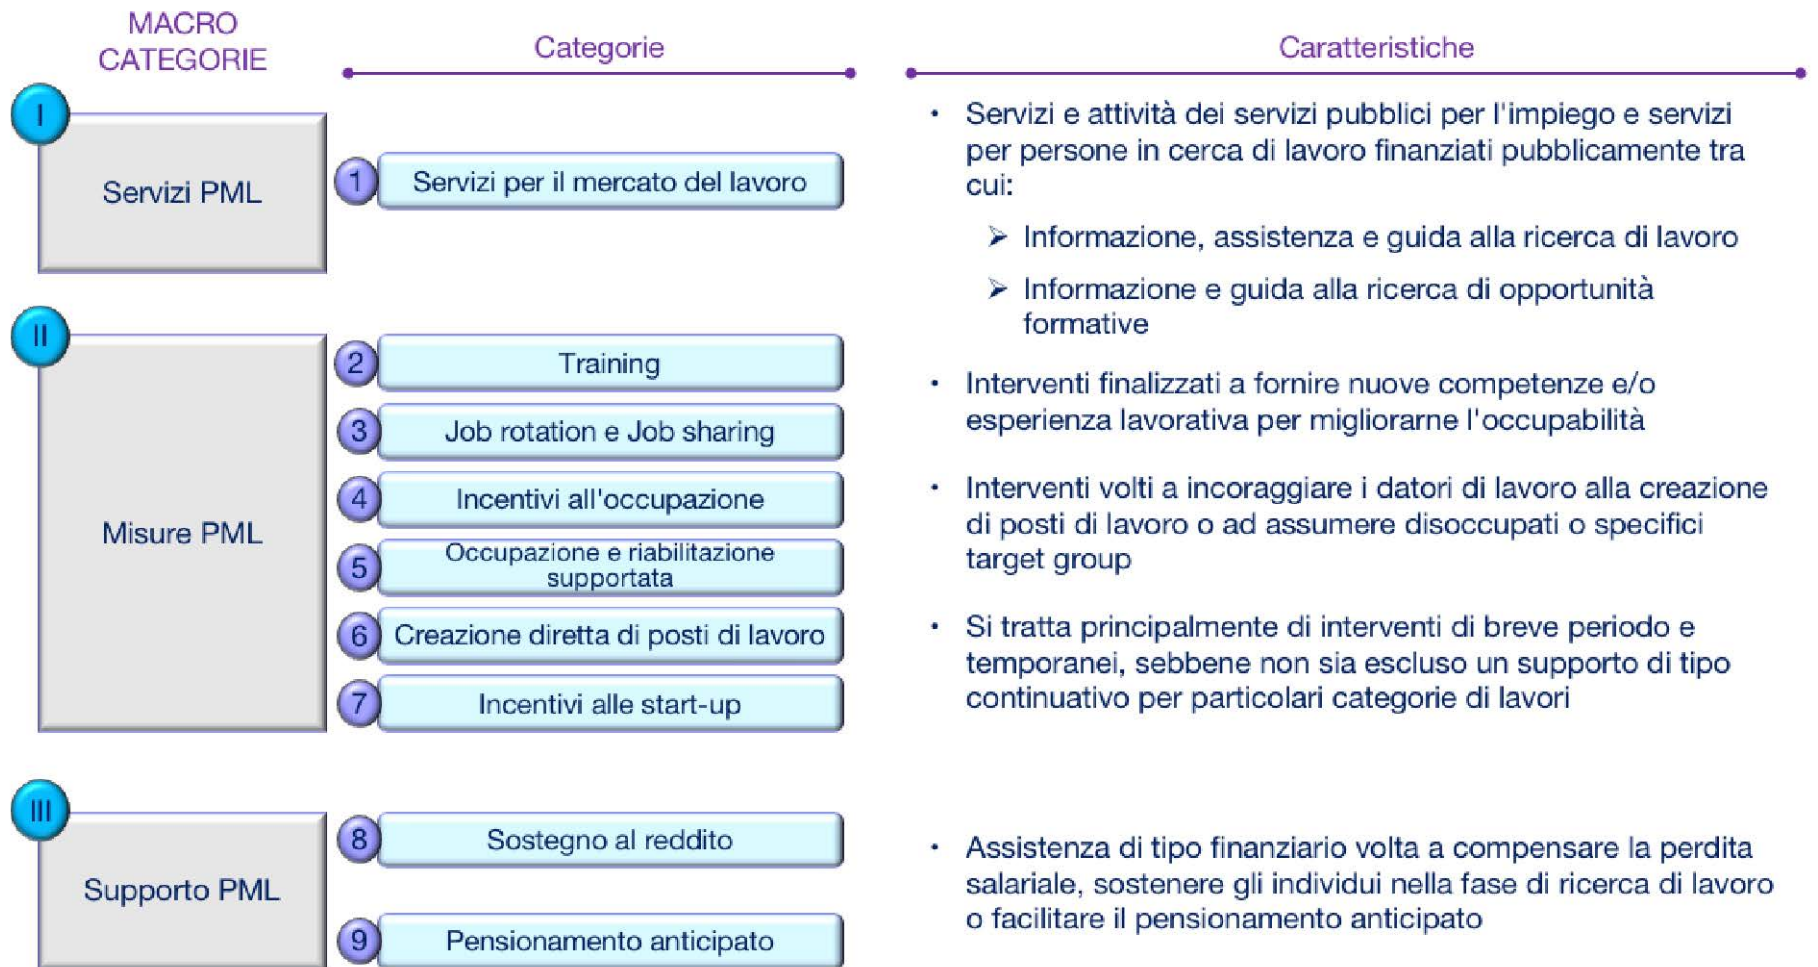 MACRO
CATEGORIE
Categorie
Caratteristiche
I
Servizi PML
1
Servizi per il mercato del lavoro
• Servizi e attività dei servizi pubblici per l'impiego e servizi
per persone in cerca di lavoro finanziati pubblicamente tra
cui:
➢ Informazione, assistenza e guida alla ricerca di lavoro
➢ Informazione e guida alla ricerca di opportunità
formative
II
Misure PML
2
Training
3
Job rotation e Job sharing
4
Incentivi all'occupazione
5
Occupazione e riabilitazione
supportata
6
Creazione diretta di posti di lavoro
7
Incentivi alle start-up
• Interventi finalizzati a fornire nuove competenze e/o
esperienza lavorativa per migliorarne l'occupabilità
• Interventi volti a incoraggiare i datori di lavoro alla creazione
di posti di lavoro o ad assumere disoccupati o specifici
target group
• Si tratta principalmente di interventi di breve periodo e
temporanei, sebbene non sia escluso un supporto di tipo
continuativo per particolari categorie di lavori
III
Supporto PML
8
Sostegno al reddito
9
Pensionamento anticipato
• Assistenza di tipo finanziario volta a compensare la perdita
salariale, sostenere gli individui nella fase di ricerca di lavoro
o facilitare il pensionamento anticipato